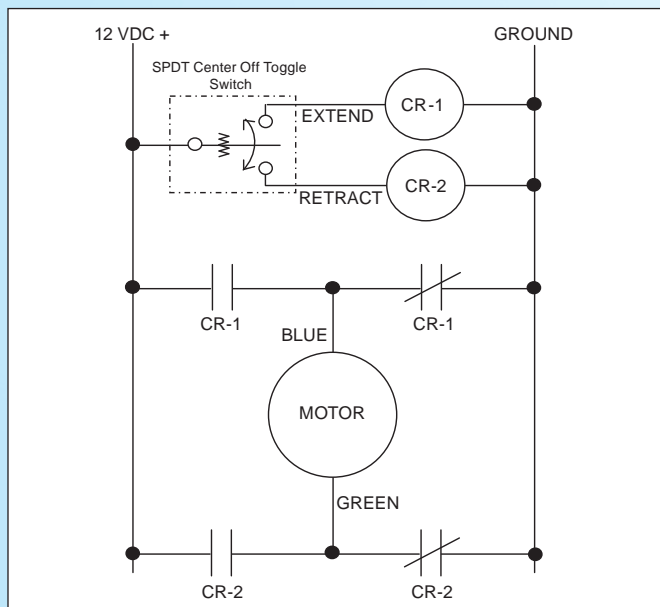 12 VDC +
GROUND
SPDT Center Off Toggle
Switch
EXTEND
CR-1
RETRACT
CR-2
CR-1
CR-1
BLUE
MOTOR
GREEN
CR-2
CR-2